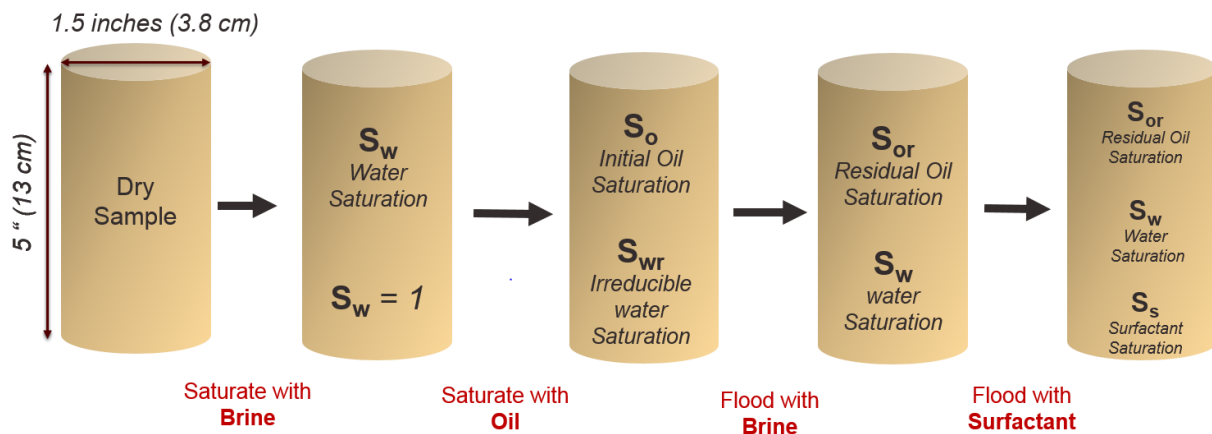 1.5 inches (3.8 cm)
5 “ (13 cm)
Dry
Sample
Sw
Water
Saturation
Sw = 1
So
Initial Oil
Saturation
Swr
Irreducible
water
Saturation
Sor
Residual Oil
Saturation
Sw
water
Saturation
Sor
Residual Oil
Saturation
Sw
Water
Saturation
Ss
Surfactant
Saturation
Saturate with
Brine
Saturate with
Oil
Flood with
Brine
Flood with
Surfactant